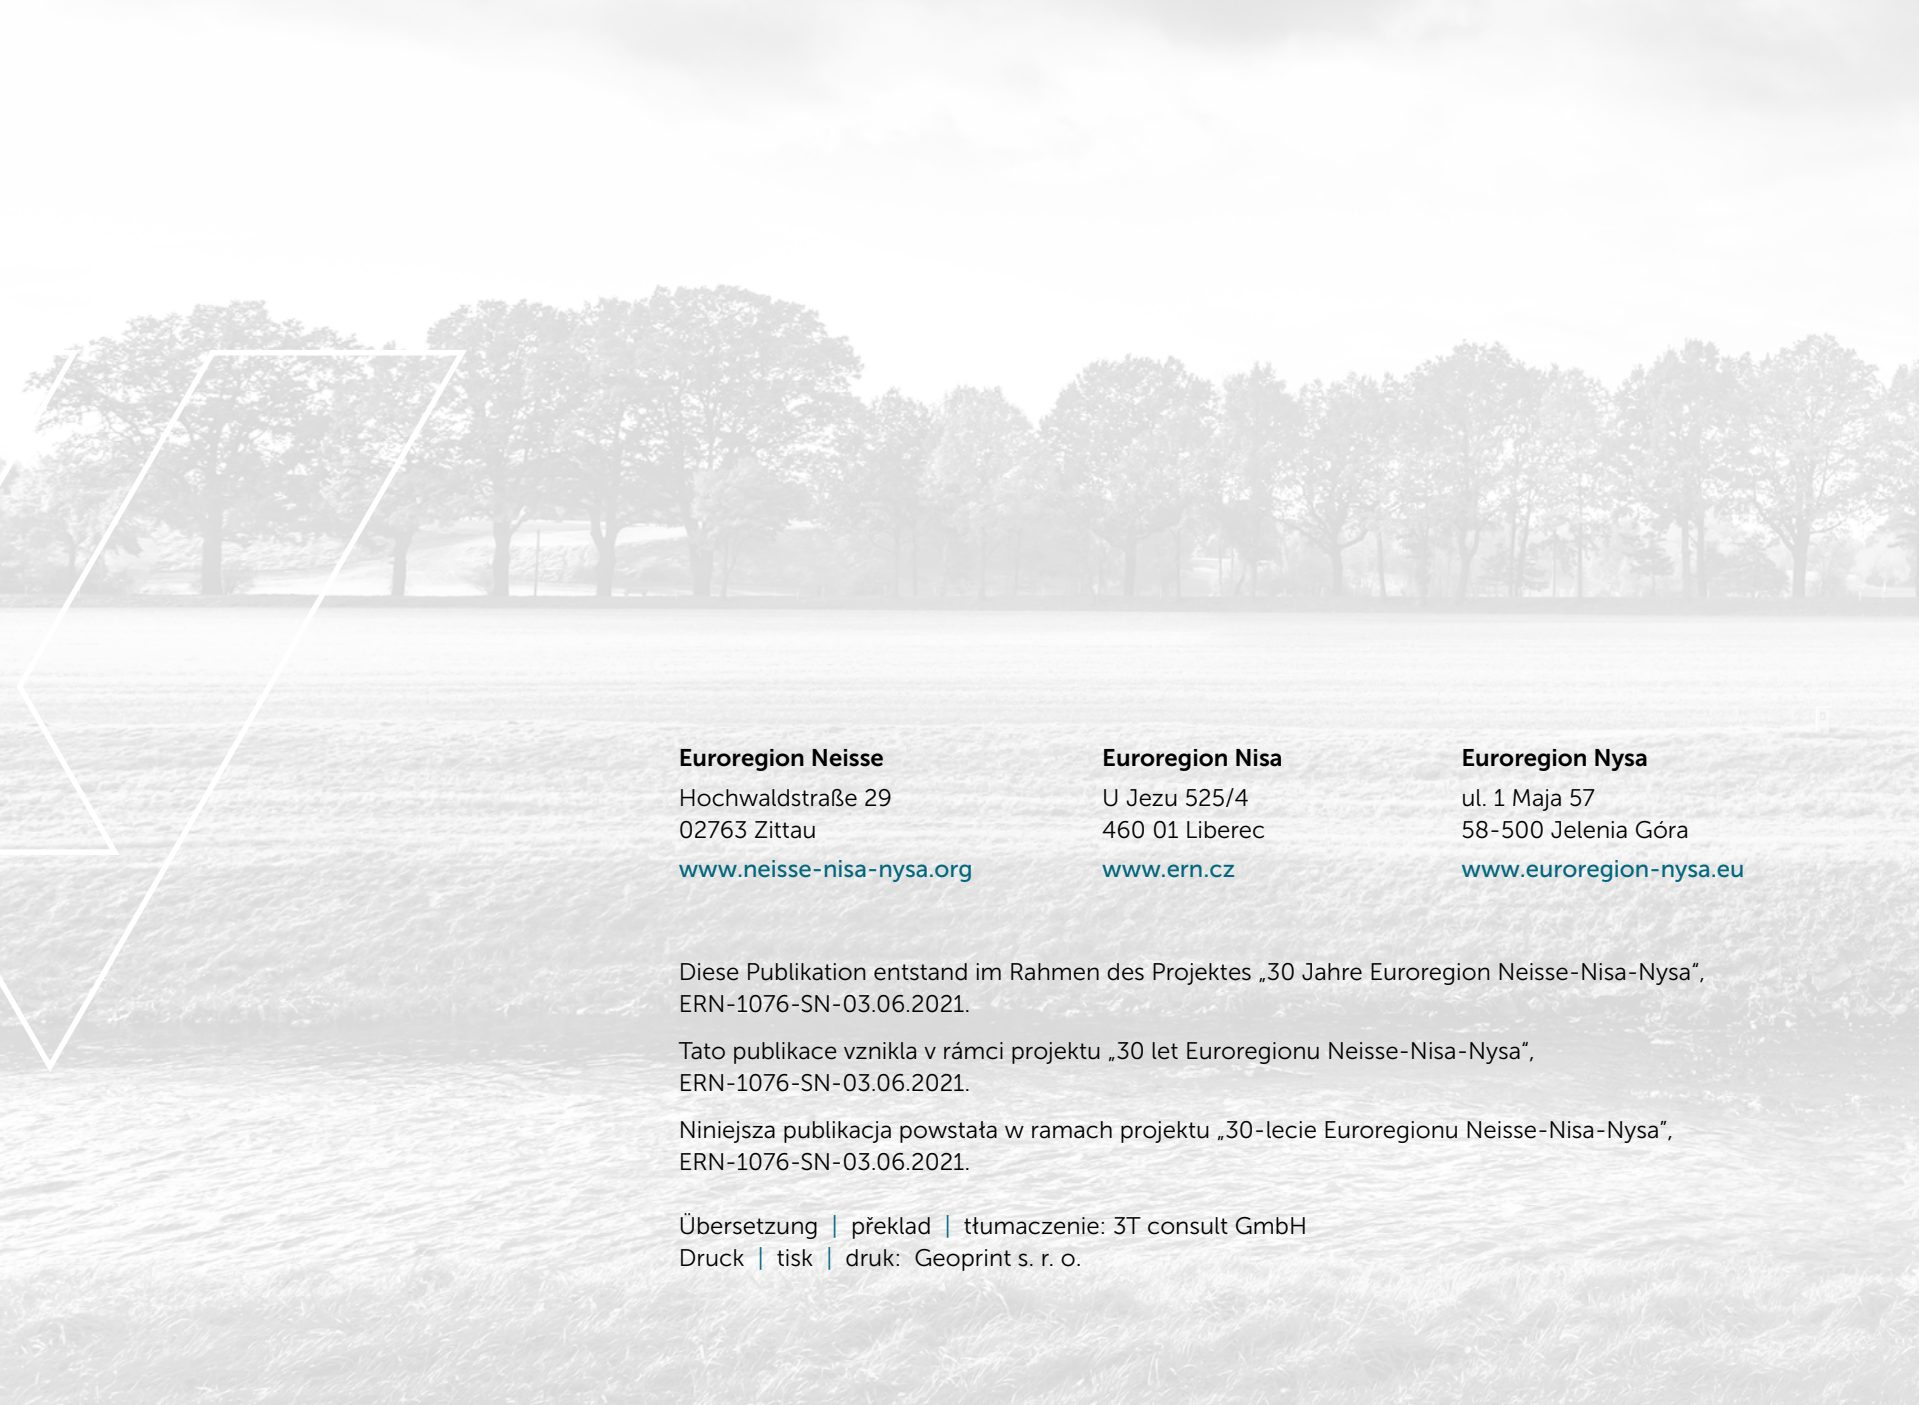 Euroregion Neisse
Hochwaldstraße 29
02763 Zittau
www.neisse-nisa-nysa.org
Euroregion Nisa
U Jezu 525/4
460 01 Liberec
www.ern.cz
Euroregion Nysa
ul. 1 Maja 57
58-500 Jelenia Góra
www.euroregion-nysa.eu
Diese Publikation entstand im Rahmen des Projektes „30 Jahre Euroregion Neisse-Nisa-Nysa“,
ERN-1076-SN-03.06.2021.
Tato publikace vznikla v rámci projektu „30 let Euroregionu Neisse-Nisa-Nysa“,
ERN-1076-SN-03.06.2021.
Niniejsza publikacja powstała w ramach projektu „30-lecie Euroregionu Neisse-Nisa-Nysa”,
ERN-1076-SN-03.06.2021.
Übersetzung | překlad | tłumaczenie: 3T consult GmbH
Druck | tisk | druk: Geoprint s. r. o.